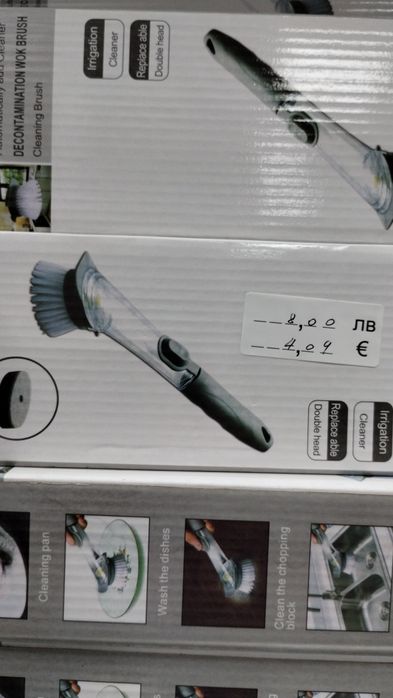 DECONTAMINATION WOK BRUSH
Cleaning Brush
Irrigation
Cleaner
Replace able
Double head
8,00 ЛВ
4,09 €
Replace able
Double head
Irrigation
Cleaner
Cleaning pan
Wash the dishes
Clean the chopping
block